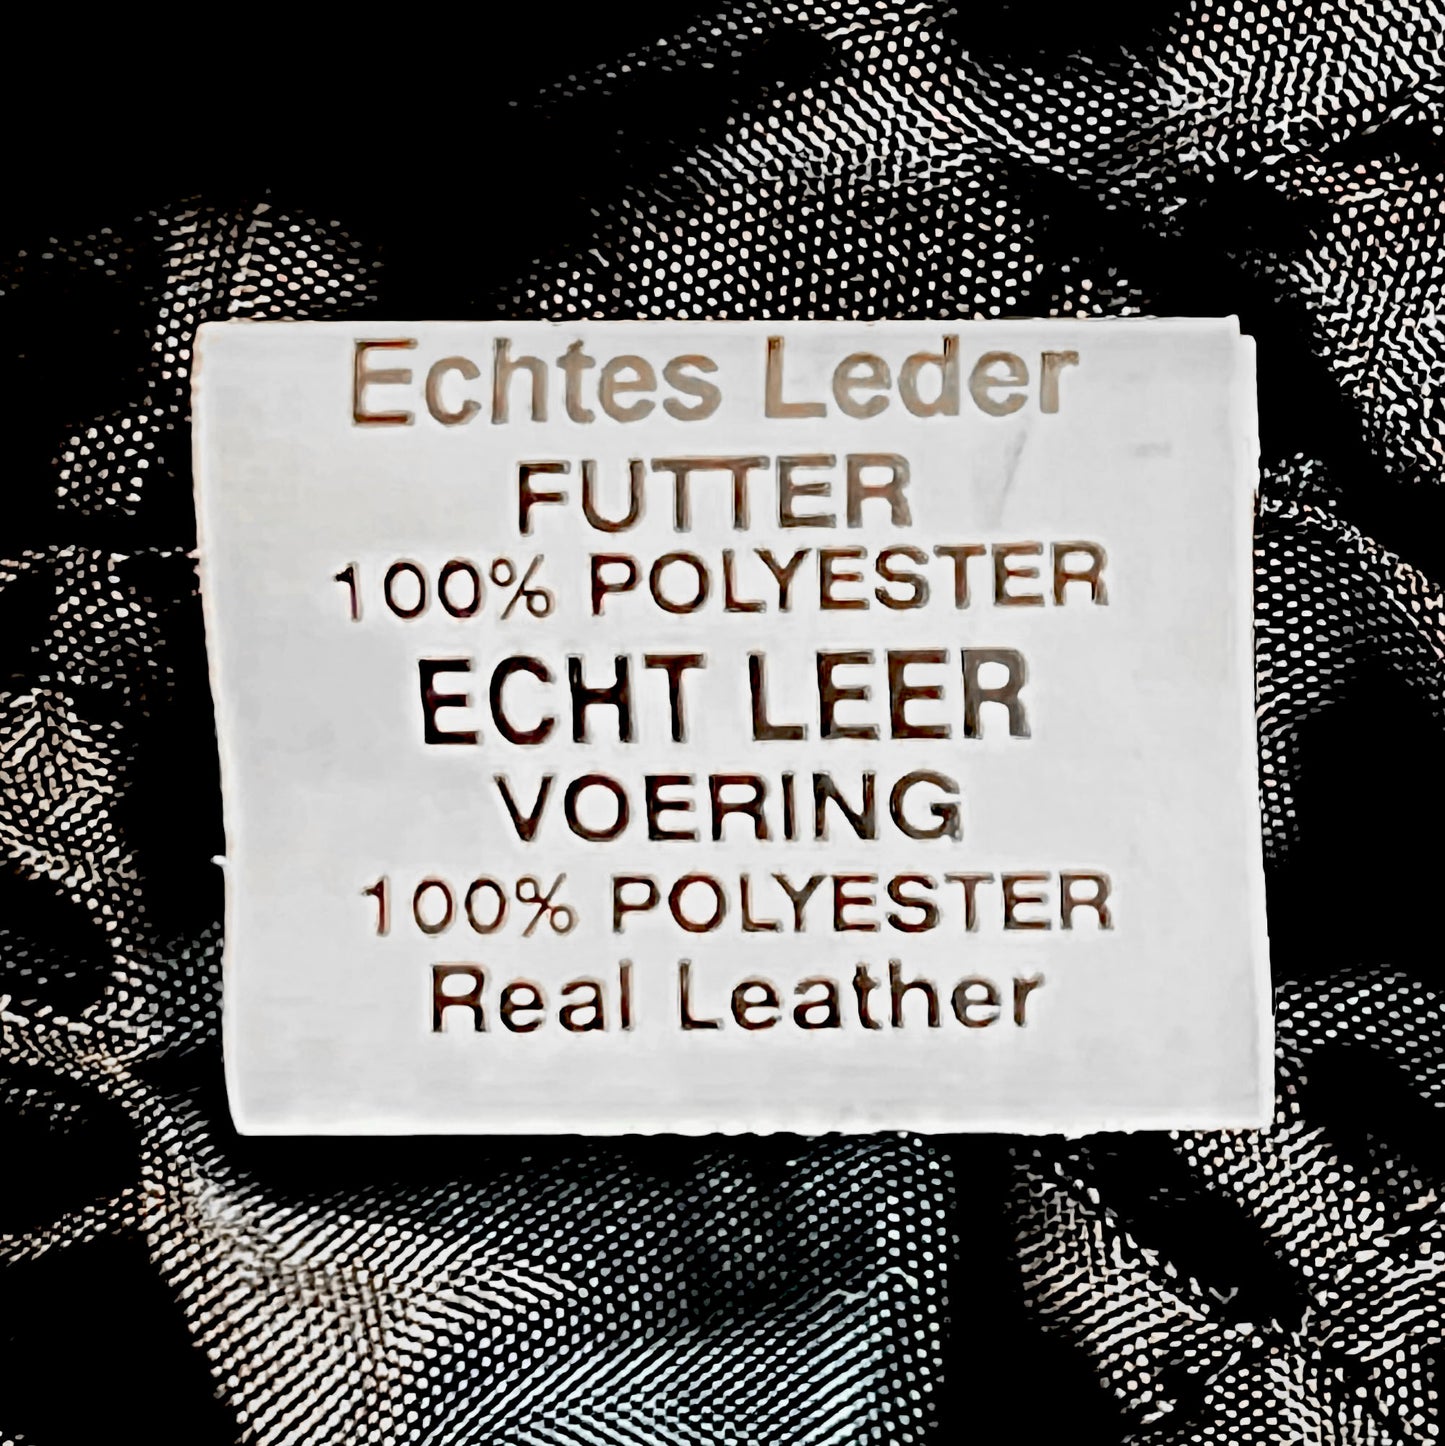 Echtes Leder
FUTTER
100% POLYESTER
ECHT LEER
VOERING
100% POLYESTER
Real Leather